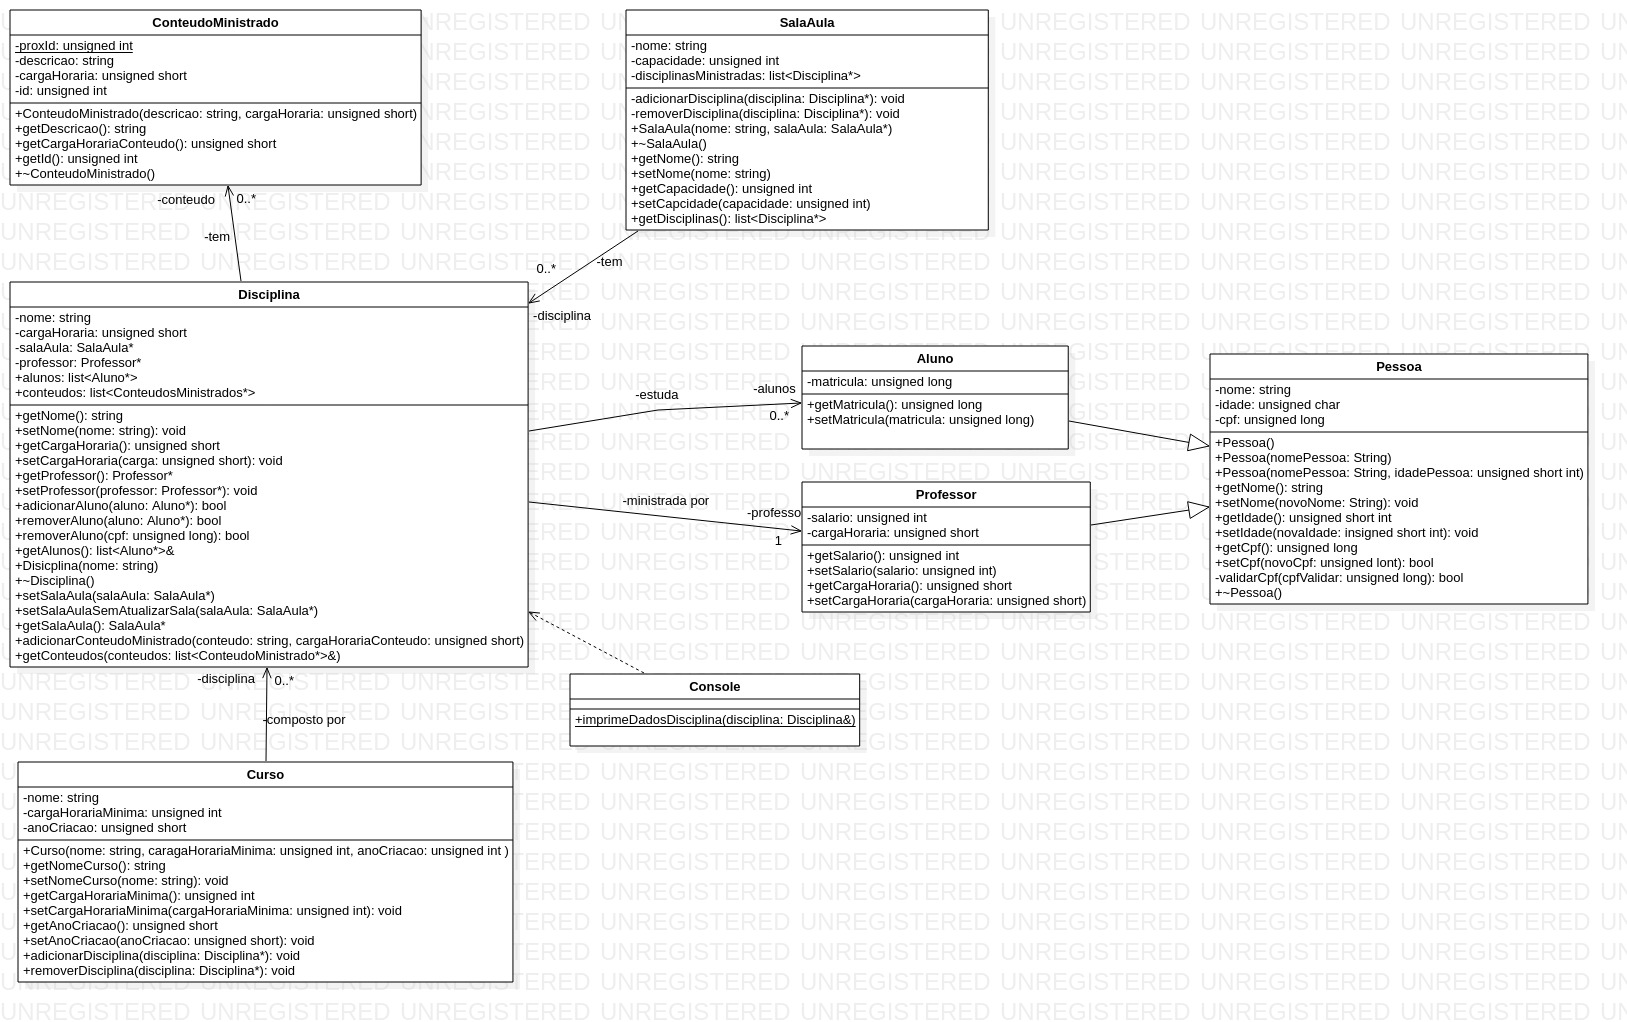 ConteudoMinistrado
-proxId: unsigned int
-descricao: string
-cargaHoraria: unsigned short
-id: unsigned int
+ConteudoMinistrado(descricao: string, cargaHoraria: unsigned short)
+getDescricao(): string
+getCargaHorariaConteudo(): unsigned short
+getId(): unsigned int
+~ConteudoMinistrado()
SalaAula
-nome: string
-capacidade: unsigned int
-disciplinasMinistradas: list<Disciplina*>
-adicionarDisciplina(disciplina: Disciplina*): void
-removerDisciplina(disciplina: Disciplina*): void
+SalaAula(nome: string, salaAula: SalaAula*)
+~SalaAula()
+getNome(): string
+setNome(nome: string)
+getCapacidade(): unsigned int
+setCapcidade(capacidade: unsigned int)
+getDisciplinas(): list<Disciplina*>
-conteudo
0..*
-tem
0..*
-tem
-disciplina
Disciplina
-nome: string
-cargaHoraria: unsigned short
-salaAula: SalaAula*
-professor: Professor*
+alunos: list<Aluno*>
+conteudos: list<ConteudosMinistrados*>
+getNome(): string
+setNome(nome: string): void
+getCargaHoraria(): unsigned short
+setCargaHoraria(carga: unsigned short): void
+getProfessor(): Professor*
+setProfessor(professor: Professor*): void
+adicionarAluno(aluno: Aluno*): bool
+removerAluno(aluno: Aluno*): bool
+removerAluno(cpf: unsigned long): bool
+getAlunos(): list<Aluno*>&
+Disicplina(nome: string)
+~Disciplina()
+setSalaAula(salaAula: SalaAula*)
+setSalaAulaSemAtualizarSala(salaAula: SalaAula*)
+getSalaAula(): SalaAula*
+adicionarConteudoMinistrado(conteudo: string, cargaHorariaConteudo: unsigned short)
+getConteudos(conteudos: list<ConteudoMinistrado*>&)
-estuda
-alunos
0..*
Aluno
-matricula: unsigned long
+getMatricula(): unsigned long
+setMatricula(matricula: unsigned long)
Pessoa
-nome: string
-idade: unsigned char
-cpf: unsigned long
+Pessoa()
+Pessoa(nomePessoa: String)
+Pessoa(nomePessoa: String, idadePessoa: unsigned short int)
+getNome(): string
+setNome(novoNome: String): void
+getIdade(): unsigned short int
+setIdade(novaIdade: insigned short int): void
+getCpf(): unsigned long
+setCpf(novoCpf: unsigned lont): bool
-validarCpf(cpfValidar: unsigned long): bool
+~Pessoa()
-ministrada por
-professo
1
Professor
-salario: unsigned int
-cargaHoraria: unsigned short
+getSalario(): unsigned int
+setSalario(salario: unsigned int)
+getCargaHoraria(): unsigned short
+setCargaHoraria(cargaHoraria: unsigned short)
Console
+imprimeDadosDisciplina(disciplina: Disciplina&)
-disciplina
0..*
-composto por
Curso
-nome: string
-cargaHorariaMinima: unsigned int
-anoCriacao: unsigned short
+Curso(nome: string, caragaHorariaMinima: unsigned int, anoCriacao: unsigned int )
+getNomeCurso(): string
+setNomeCurso(nome: string): void
+getCargaHorariaMinima(): unsigned int
+setCargaHorariaMinima(cargaHorariaMinima: unsigned int): void
+getAnoCriacao(): unsigned short
+setAnoCriacao(anoCriacao: unsigned short): void
+adicionarDisciplina(disciplina: Disciplina*): void
+removerDisciplina(disciplina: Disciplina*): void